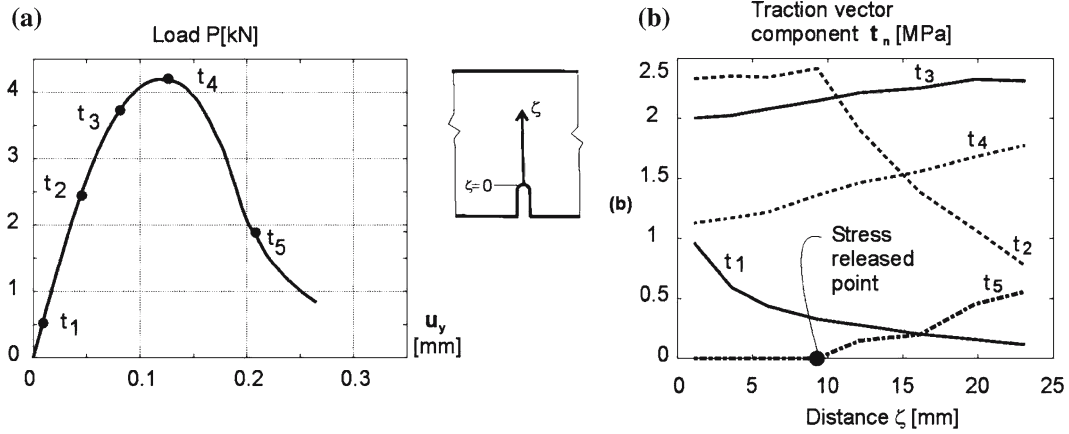 (a)
Load P[kN]
4
3
2
1
0
0
0.1
0.2
0.3
u_y
[mm]
t1
t2
t3
t4
t5
ζ
ζ=0
(b)
Traction vector
component t_n [MPa]
(b)
2.5
2
1.5
1
0.5
0
0
5
10
15
20
25
Distance ζ [mm]
t3
t4
t1
t2
t5
Stress
released
point